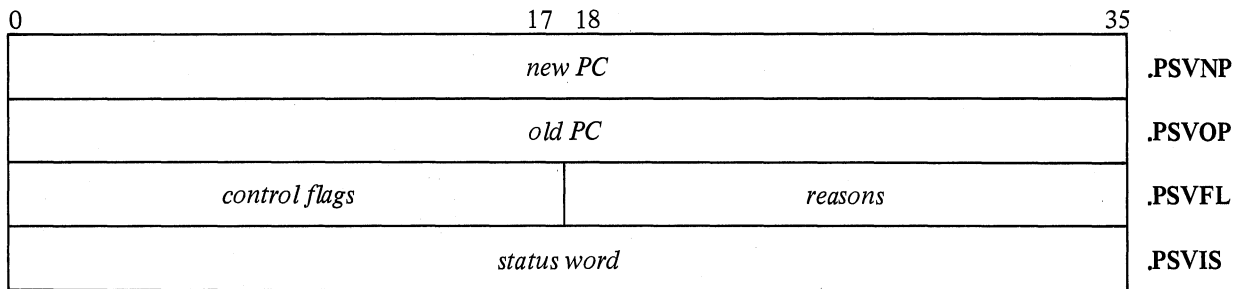 0 17 18 35
new PC .PSVNP
old PC .PSVOP
control flags reasons .PSVFL
status word .PSVIS